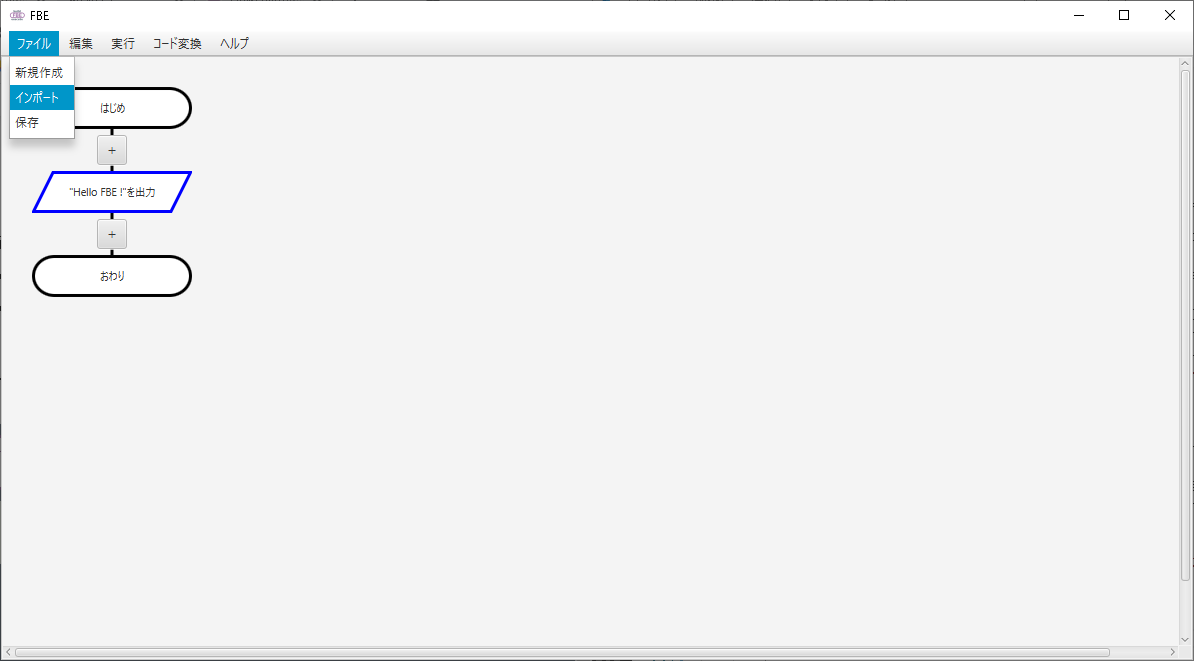 FBE
ファイル 編集 実行 コード変換 ヘルプ
新規作成
インポート
保存
はじめ
+
"Hello FBE !"を出力
+
おわり